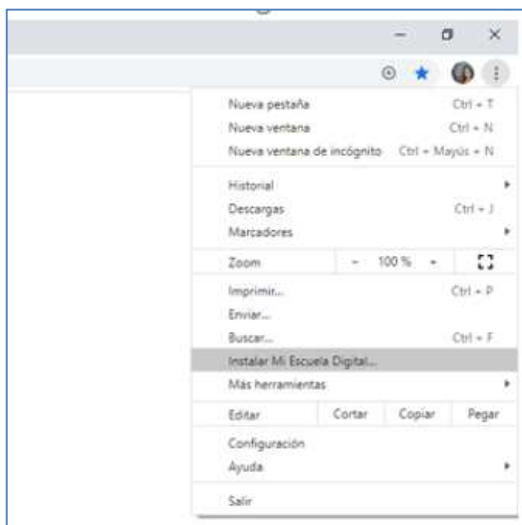 Nueva pestaña Ctrl + T
Nueva ventana Ctrl + N
Nueva ventana de incógnito Ctrl + Mayús + N
Historial
Descargas Ctrl + J
Marcadores
Zoom - 100 % +
Imprimir... Ctrl + P
Enviar...
Buscar... Ctrl + F
Instalar Mi Escuela Digital...
Más herramientas
Editar Cortar Copiar Pegar
Configuración
Ayuda
Salir